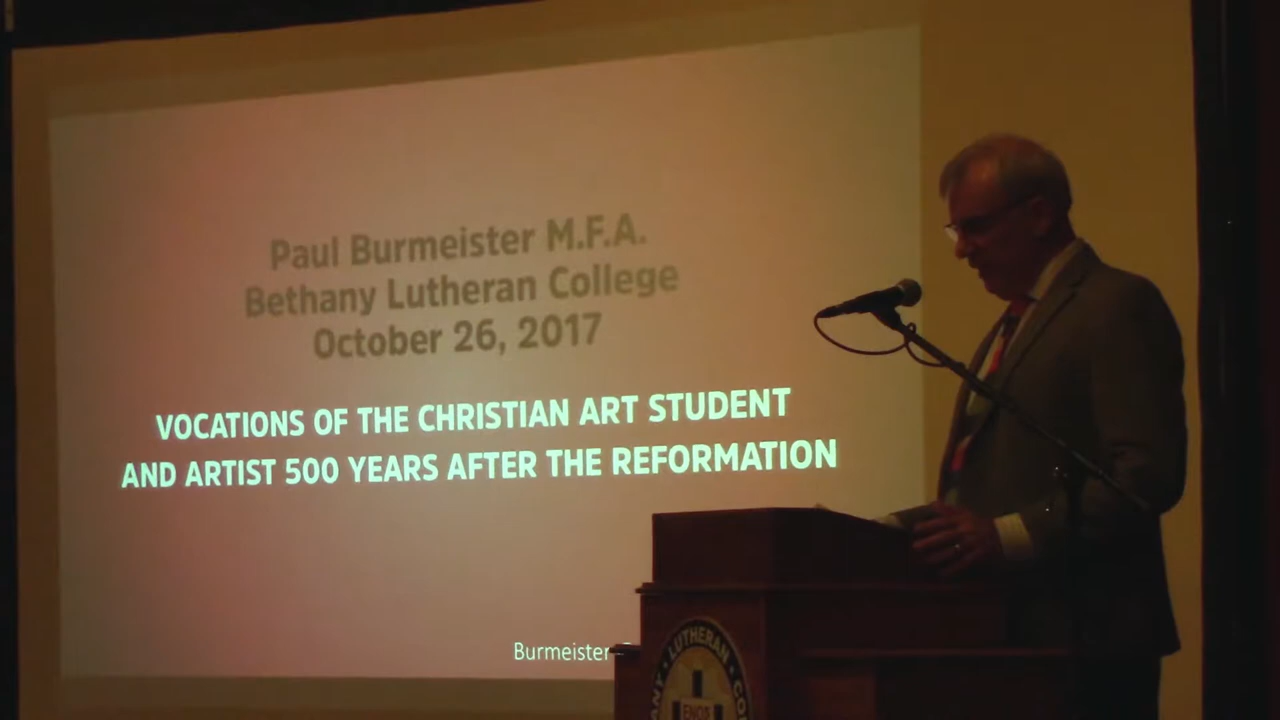 Paul Burmeister M.F.A.
Bethany Lutheran College
October 26, 2017
VOCATIONS OF THE CHRISTIAN ART STUDENT
AND ARTIST 500 YEARS AFTER THE REFORMATION
Burmeister
LUTHERAN